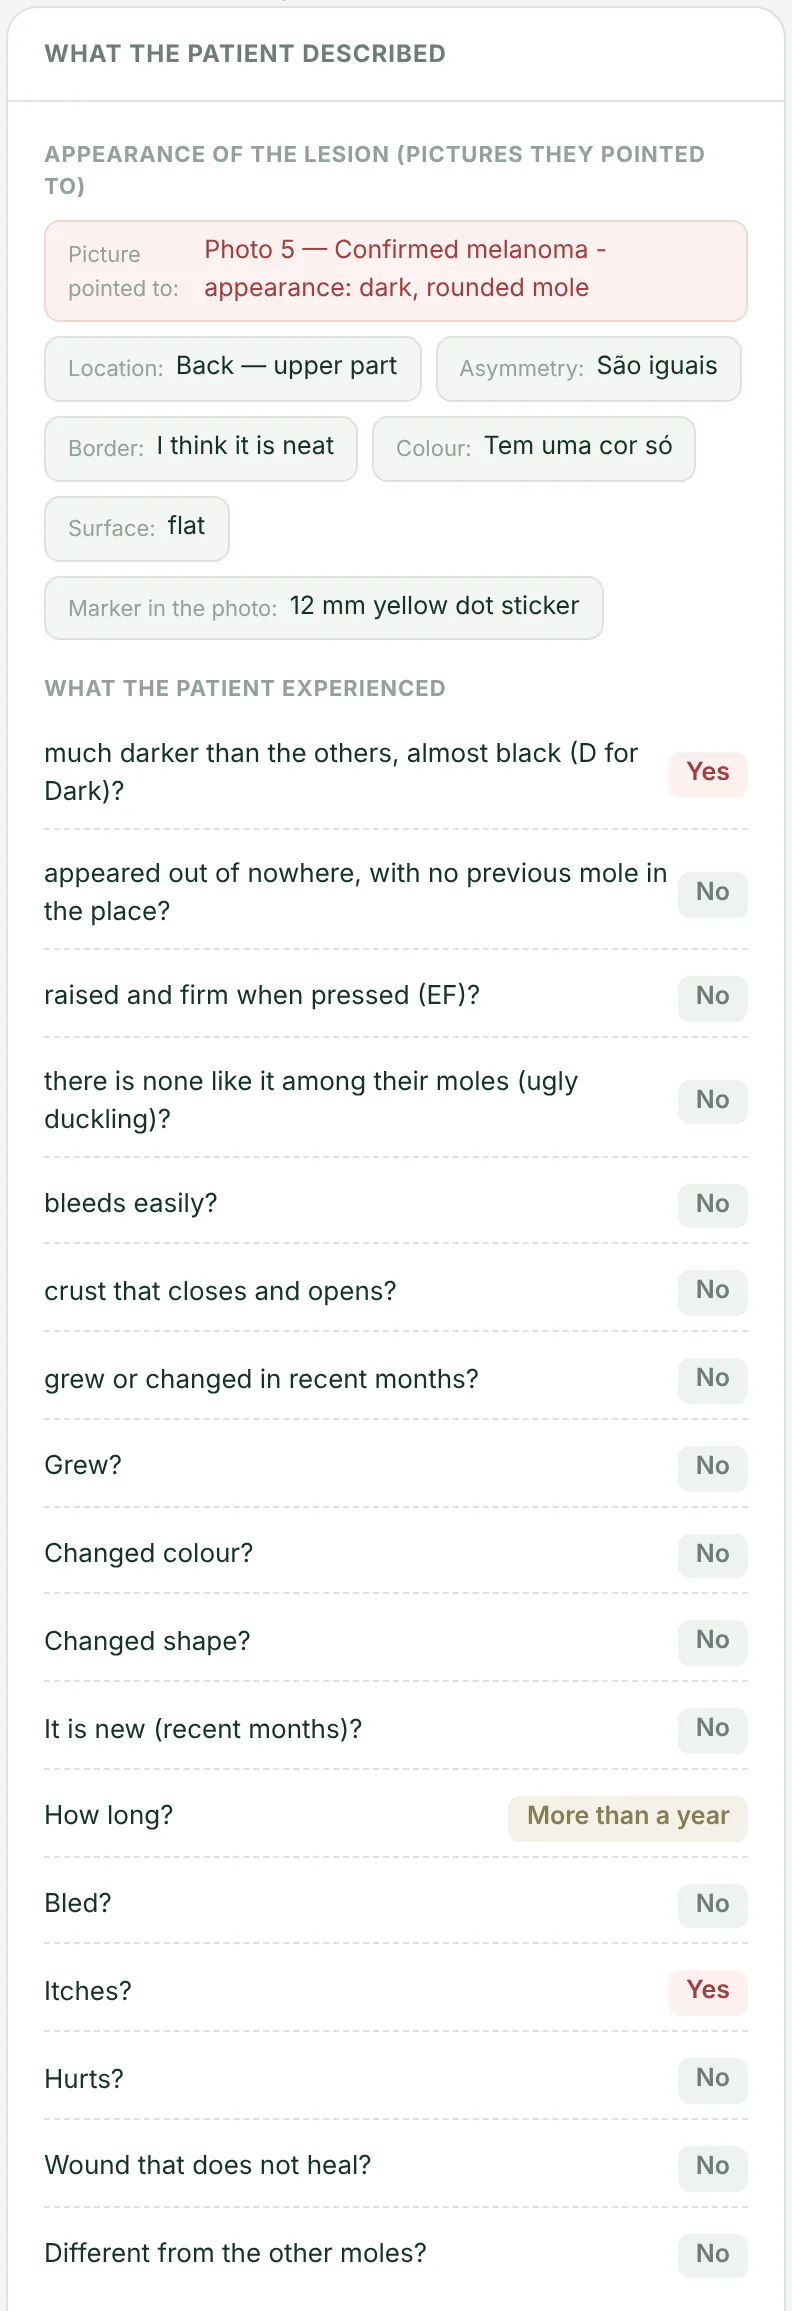 WHAT THE PATIENT DESCRIBED
APPEARANCE OF THE LESION (PICTURES THEY POINTED
TO)
Picture
pointed to:
Photo 5 — Confirmed melanoma -
appearance: dark, rounded mole
Location: Back — upper part
Asymmetry: São iguais
Border: I think it is neat
Colour: Tem uma cor só
Surface: flat
Marker in the photo: 12 mm yellow dot sticker
WHAT THE PATIENT EXPERIENCED
much darker than the others, almost black (D for
Dark)?
Yes
appeared out of nowhere, with no previous mole in
the place?
No
raised and firm when pressed (EF)?
No
there is none like it among their moles (ugly
duckling)?
No
bleeds easily?
No
crust that closes and opens?
No
grew or changed in recent months?
No
Grew?
No
Changed colour?
No
Changed shape?
No
It is new (recent months)?
No
How long?
More than a year
Bled?
No
Itches?
Yes
Hurts?
No
Wound that does not heal?
No
Different from the other moles?
No